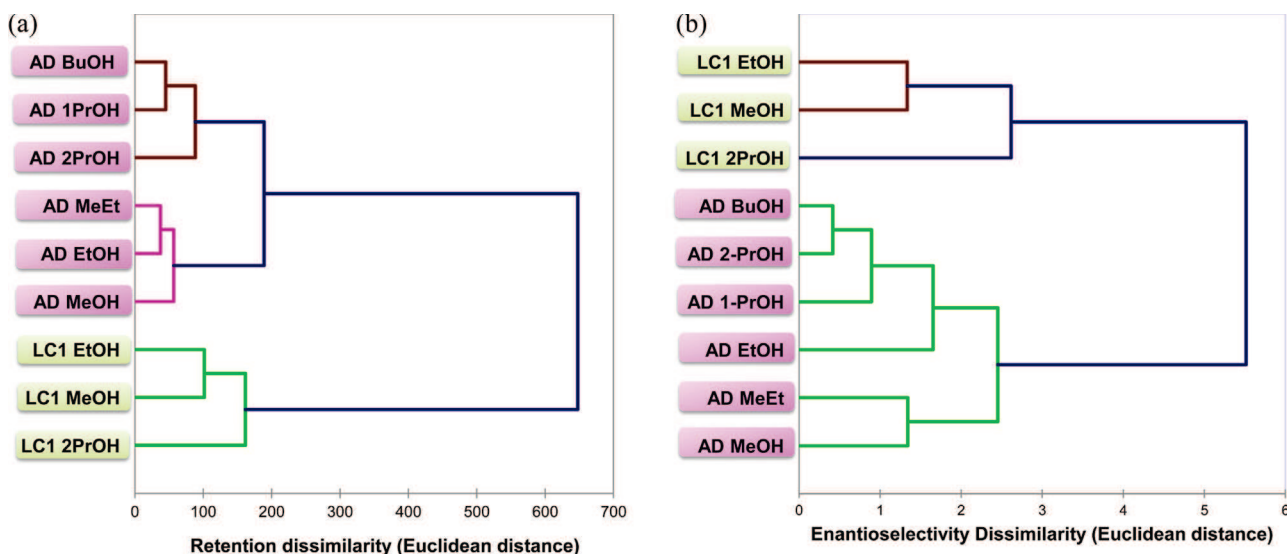 (a)
AD BuOH
AD 1PrOH
AD 2PrOH
AD MeEt
AD EtOH
AD MeOH
LC1 EtOH
LC1 MeOH
LC1 2PrOH
0 100 200 300 400 500 600 700
Retention dissimilarity (Euclidean distance)
(b)
LC1 EtOH
LC1 MeOH
LC1 2PrOH
AD BuOH
AD 2-PrOH
AD 1-PrOH
AD EtOH
AD MeEt
AD MeOH
0 1 2 3 4 5 6
Enantioselectivity Dissimilarity (Euclidean distance)